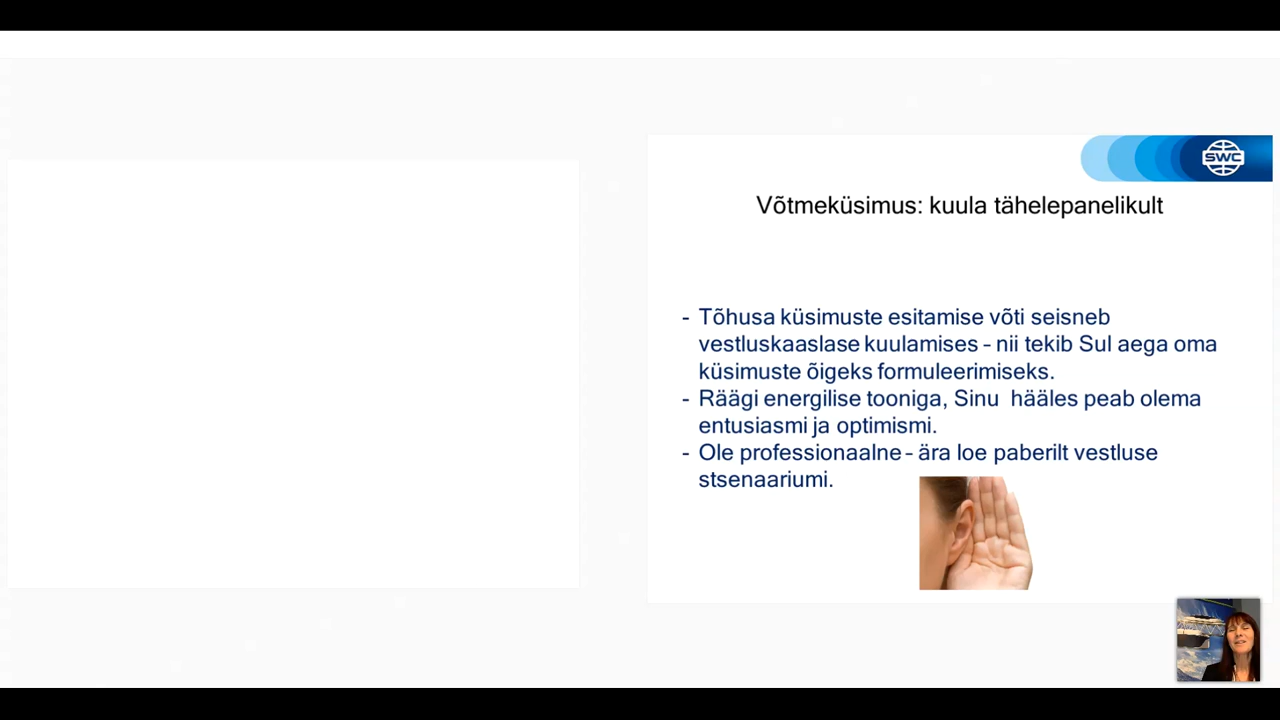 SWC
Võtmeküsimus: kuula tähelepanelikult
- Tõhusa küsimuste esitamise võti seisneb
vestluskaaslase kuulamises – nii tekib Sul aega oma
küsimuste õigeks formuleerimiseks.
- Räägi energilise tooniga, Sinu  hääles peab olema
entusiasmi ja optimismi.
- Ole professionaalne – ära loe paberilt vestluse
stsenaariumi.